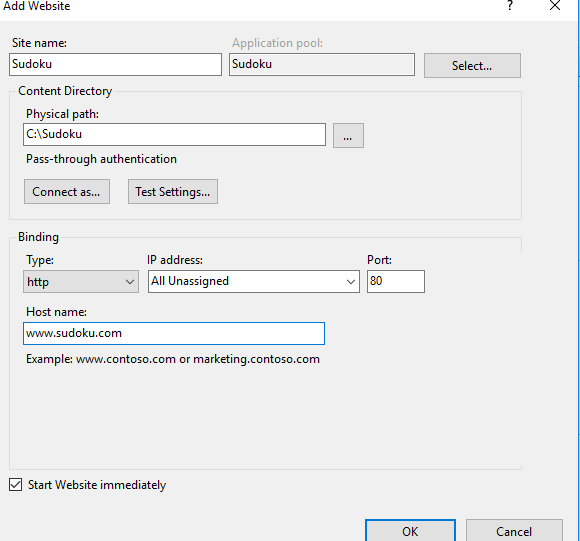 Add Website
?
Site name:
Application pool:
Sudoku
Sudoku
Select...
Content Directory
Physical path:
C:\Sudoku
...
Pass-through authentication
Connect as...
Test Settings...
Binding
Type:
IP address:
Port:
http
All Unassigned
80
Host name:
www.sudoku.com
Example: www.contoso.com or marketing.contoso.com
Start Website immediately
OK
Cancel